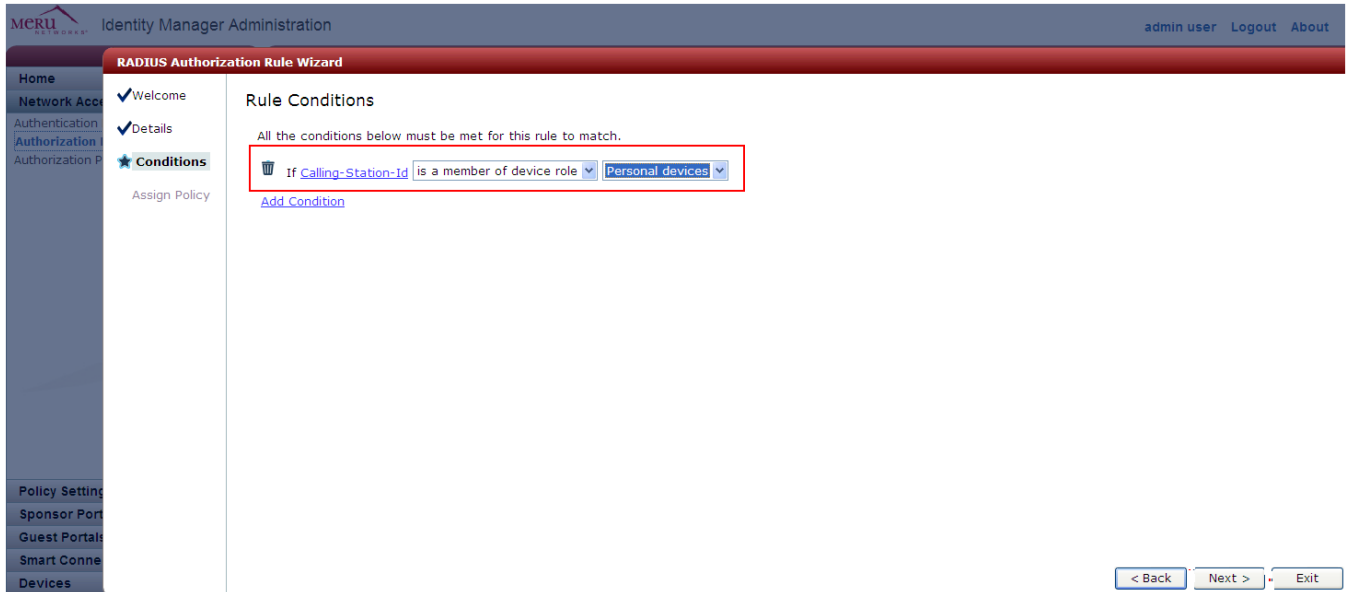 MERU NETWORKS Identity Manager Administration
admin user Logout About
RADIUS Authorization Rule Wizard
Home
Network Acce
Authentication
Authorization
Authorization P
Policy Setting
Sponsor Port
Guest Portals
Smart Conne
Devices
Welcome
Details
Conditions
Assign Policy
Rule Conditions
All the conditions below must be met for this rule to match.
If Calling-Station-Id is a member of device role Personal devices
Add Condition
< Back Next > Exit